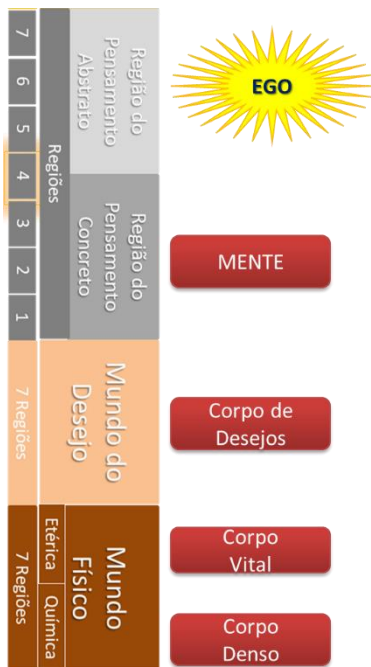 7
6
5
4
3
2
1
Regiões
Região do
Pensamento
Abstrato
Região do
Pensamento
Concreto
EGO
MENTE
7 Regiões
Mundo do
Desejo
Corpo de
Desejos
7 Regiões
Etérica
Química
Mundo
Físico
Corpo
Vital
Corpo
Denso